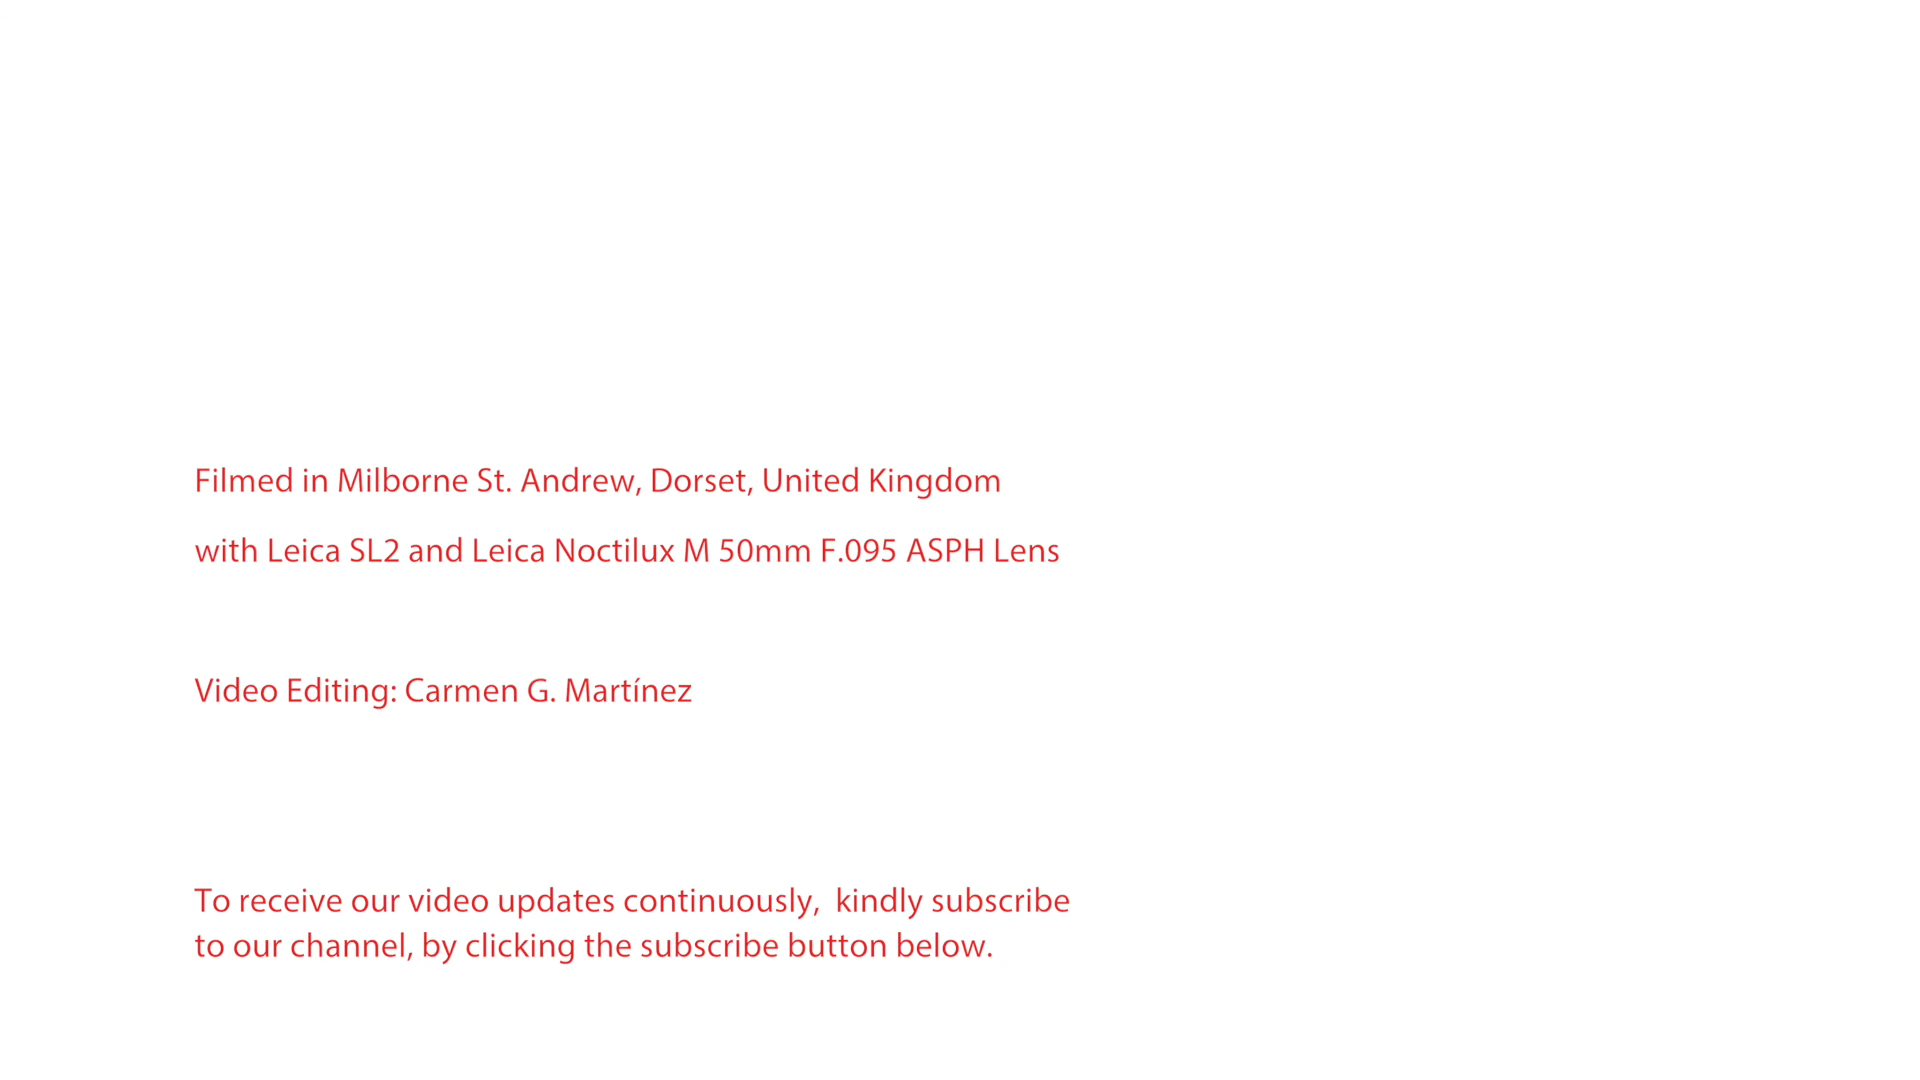 Filmed in Milborne St. Andrew, Dorset, United Kingdom
with Leica SL2 and Leica Noctilux M 50mm F.095 ASPH Lens
Video Editing: Carmen G. Martínez
To receive our video updates continuously,  kindly subscribe
to our channel, by clicking the subscribe button below.